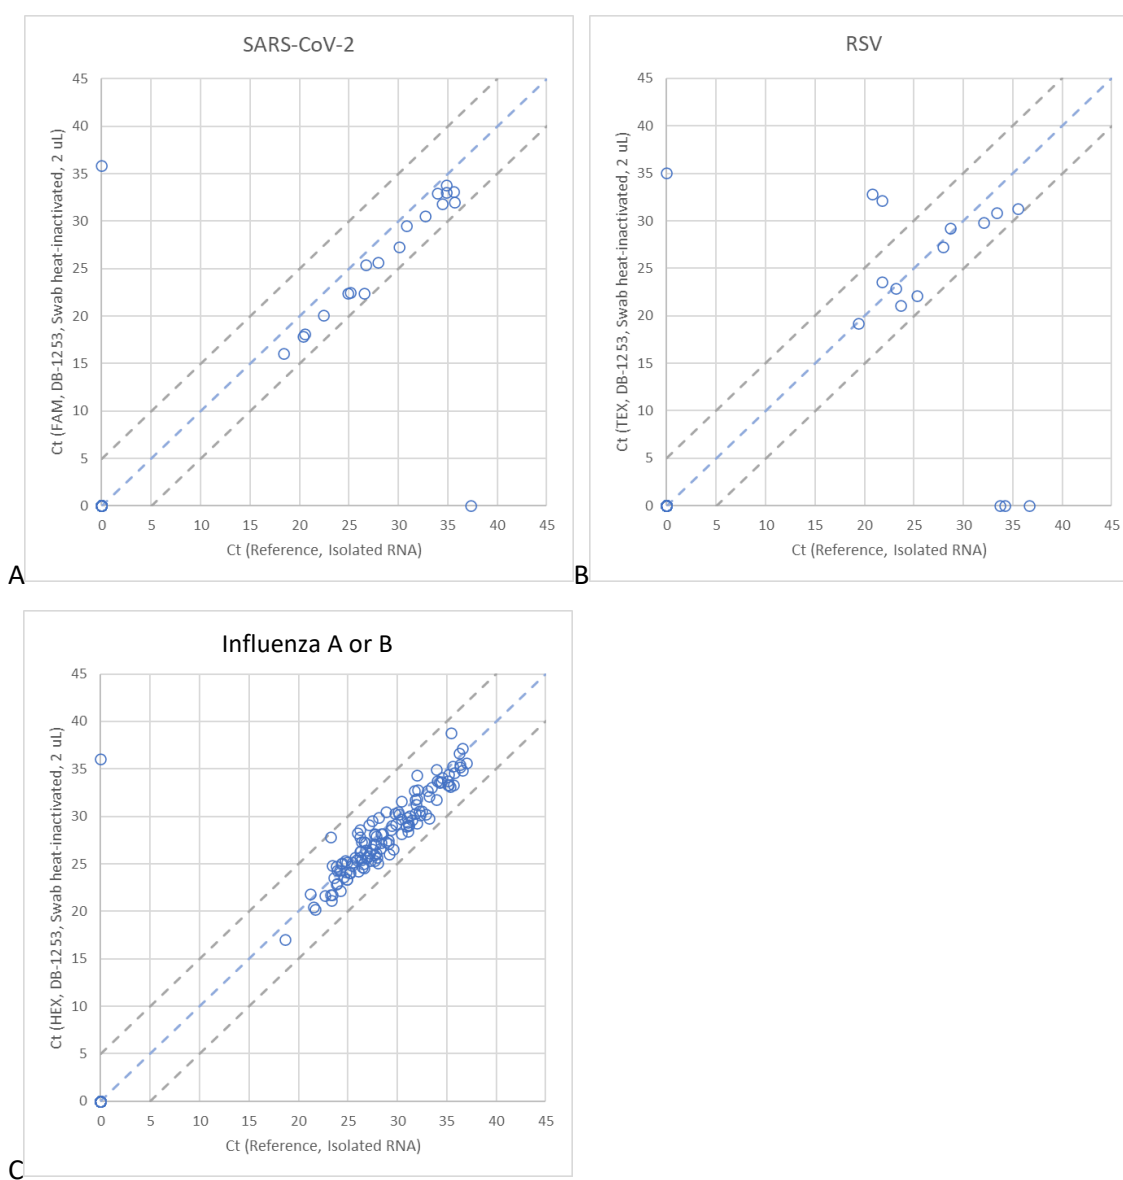 SARS-CoV-2
Ct (FAM, DB-1253, Swab heat-inactivated, 2 uL)
45
40
35
30
25
20
15
10
5
0
0 5 10 15 20 25 30 35 40 45
Ct (Reference, Isolated RNA)
A
RSV
Ct (TEX, DB-1253, Swab heat-inactivated, 2 uL)
45
40
35
30
25
20
15
10
5
0
0 5 10 15 20 25 30 35 40 45
Ct (Reference, Isolated RNA)
B
Influenza A or B
Ct (HEX, DB-1253, Swab heat-inactivated, 2 uL)
45
40
35
30
25
20
15
10
5
0
0 5 10 15 20 25 30 35 40 45
Ct (Reference, Isolated RNA)
C